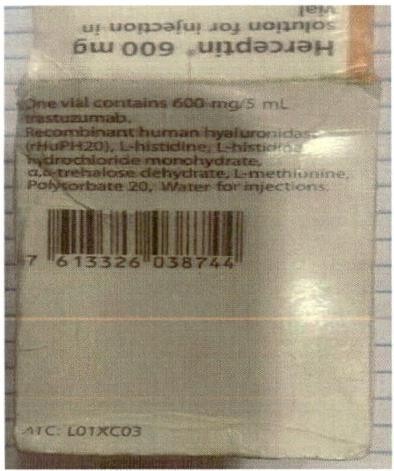 Herceptin® 600 mg
solution for injection in
vial
One vial contains 600 mg/5 mL
trastuzumab.
Recombinant human hyaluronidase
(rHuPH20), L-histidine, L-histidine
hydrochloride monohydrate,
α,α-trehalose dehydrate, L-methionine,
Polysorbate 20, Water for injections.
7 613326 038744
ATC: L01XC03